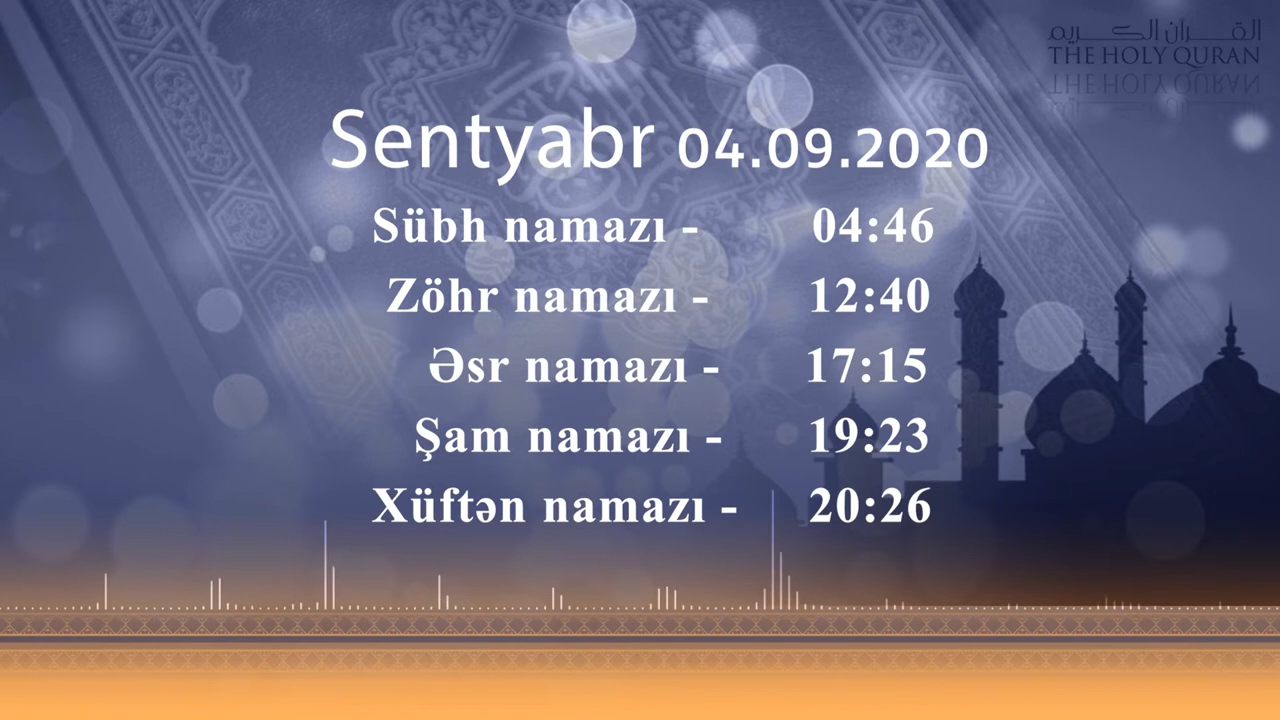 القرآن الكريم
THE HOLY QURAN
Sentyabr 04.09.2020
Sübh namazı - 04:46
Zöhr namazı - 12:40
Əsr namazı - 17:15
Şam namazı - 19:23
Xüftən namazı - 20:26